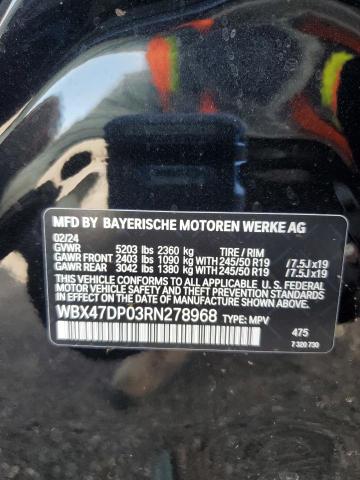 MFD BY BAYERISCHE MOTOREN WERKE AG
02/24
GVWR 5203 lbs 2360 kg TIRE / RIM
GAWR FRONT 2403 lbs 1090 kg WITH 245/50 R19 /7.5Jx19
GAWR REAR 3042 lbs 1380 kg WITH 245/50 R19 /7.5Jx19
THIS VEHICLE CONFORMS TO ALL APPLICABLE U.S. FEDERAL
MOTOR VEHICLE SAFETY STANDARDS IN EFFECT ON THE
DATE OF MANUFACTURE SHOWN ABOVE.
WBX47DP03RN278968 TYPE: MPV
475
7 320 730